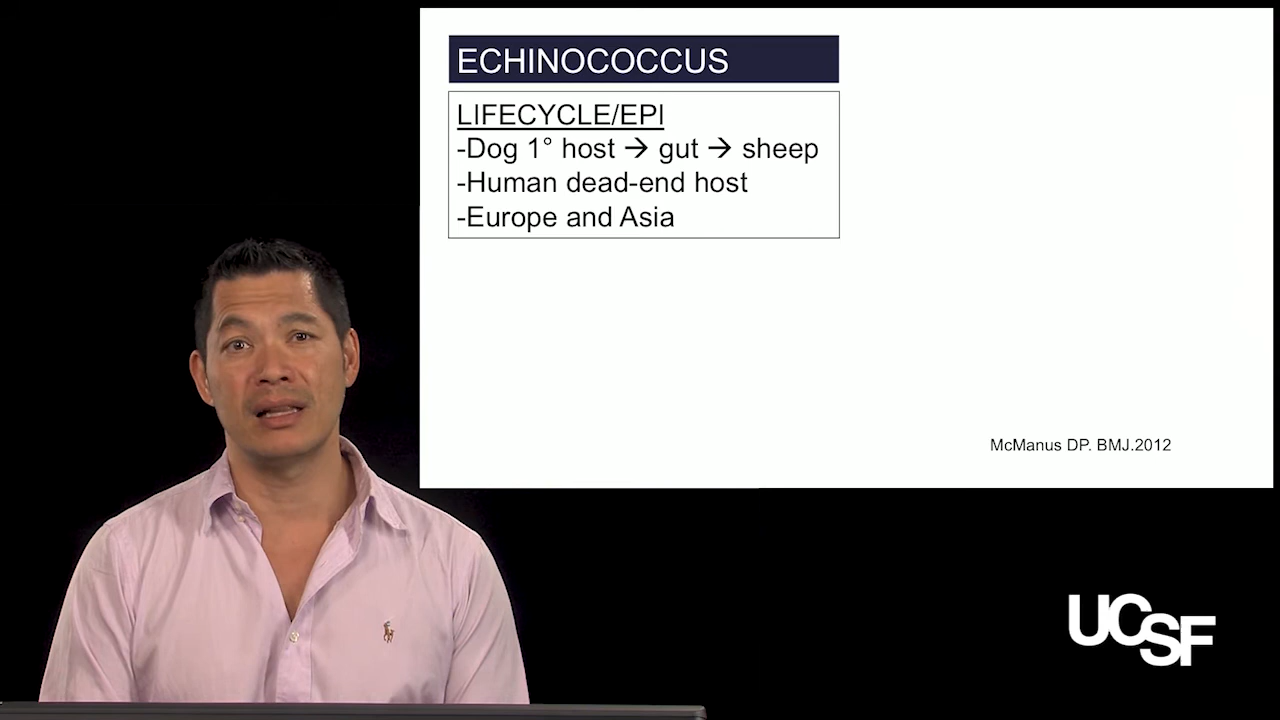 ECHINOCOCCUS
LIFECYCLE/EPI
-Dog 1° host → gut → sheep
-Human dead-end host
-Europe and Asia
McManus DP. BMJ.2012
UCSF